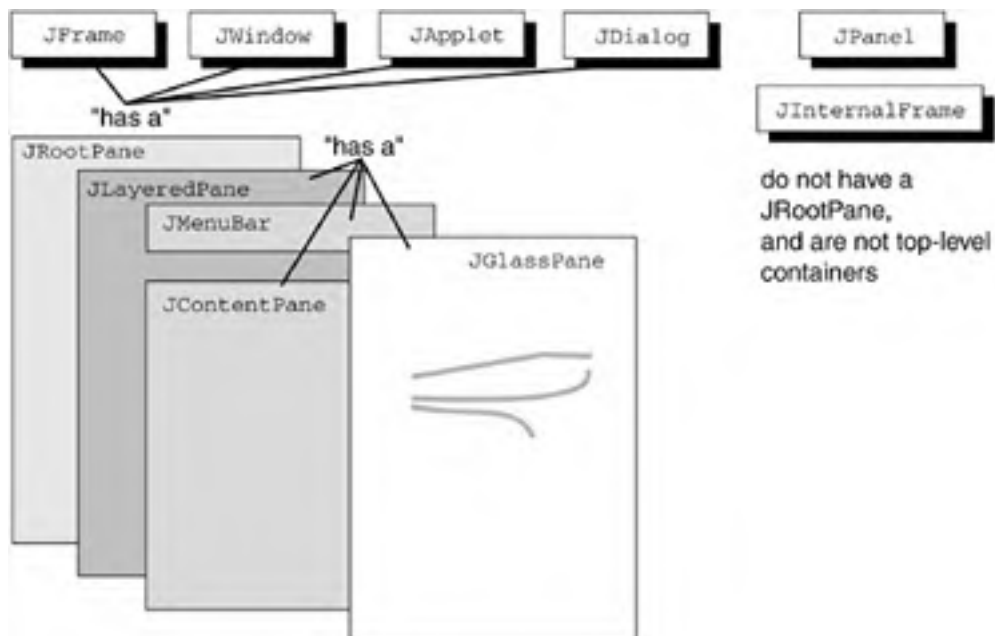 JFrame
JWindow
JApplet
JDialog
JPanel
"has a"
JInternalFrame
JRootPane
"has a"
JLayeredPane
JMenuBar
JGlassPane
JContentPane
do not have a
JRootPane,
and are not top-level
containers